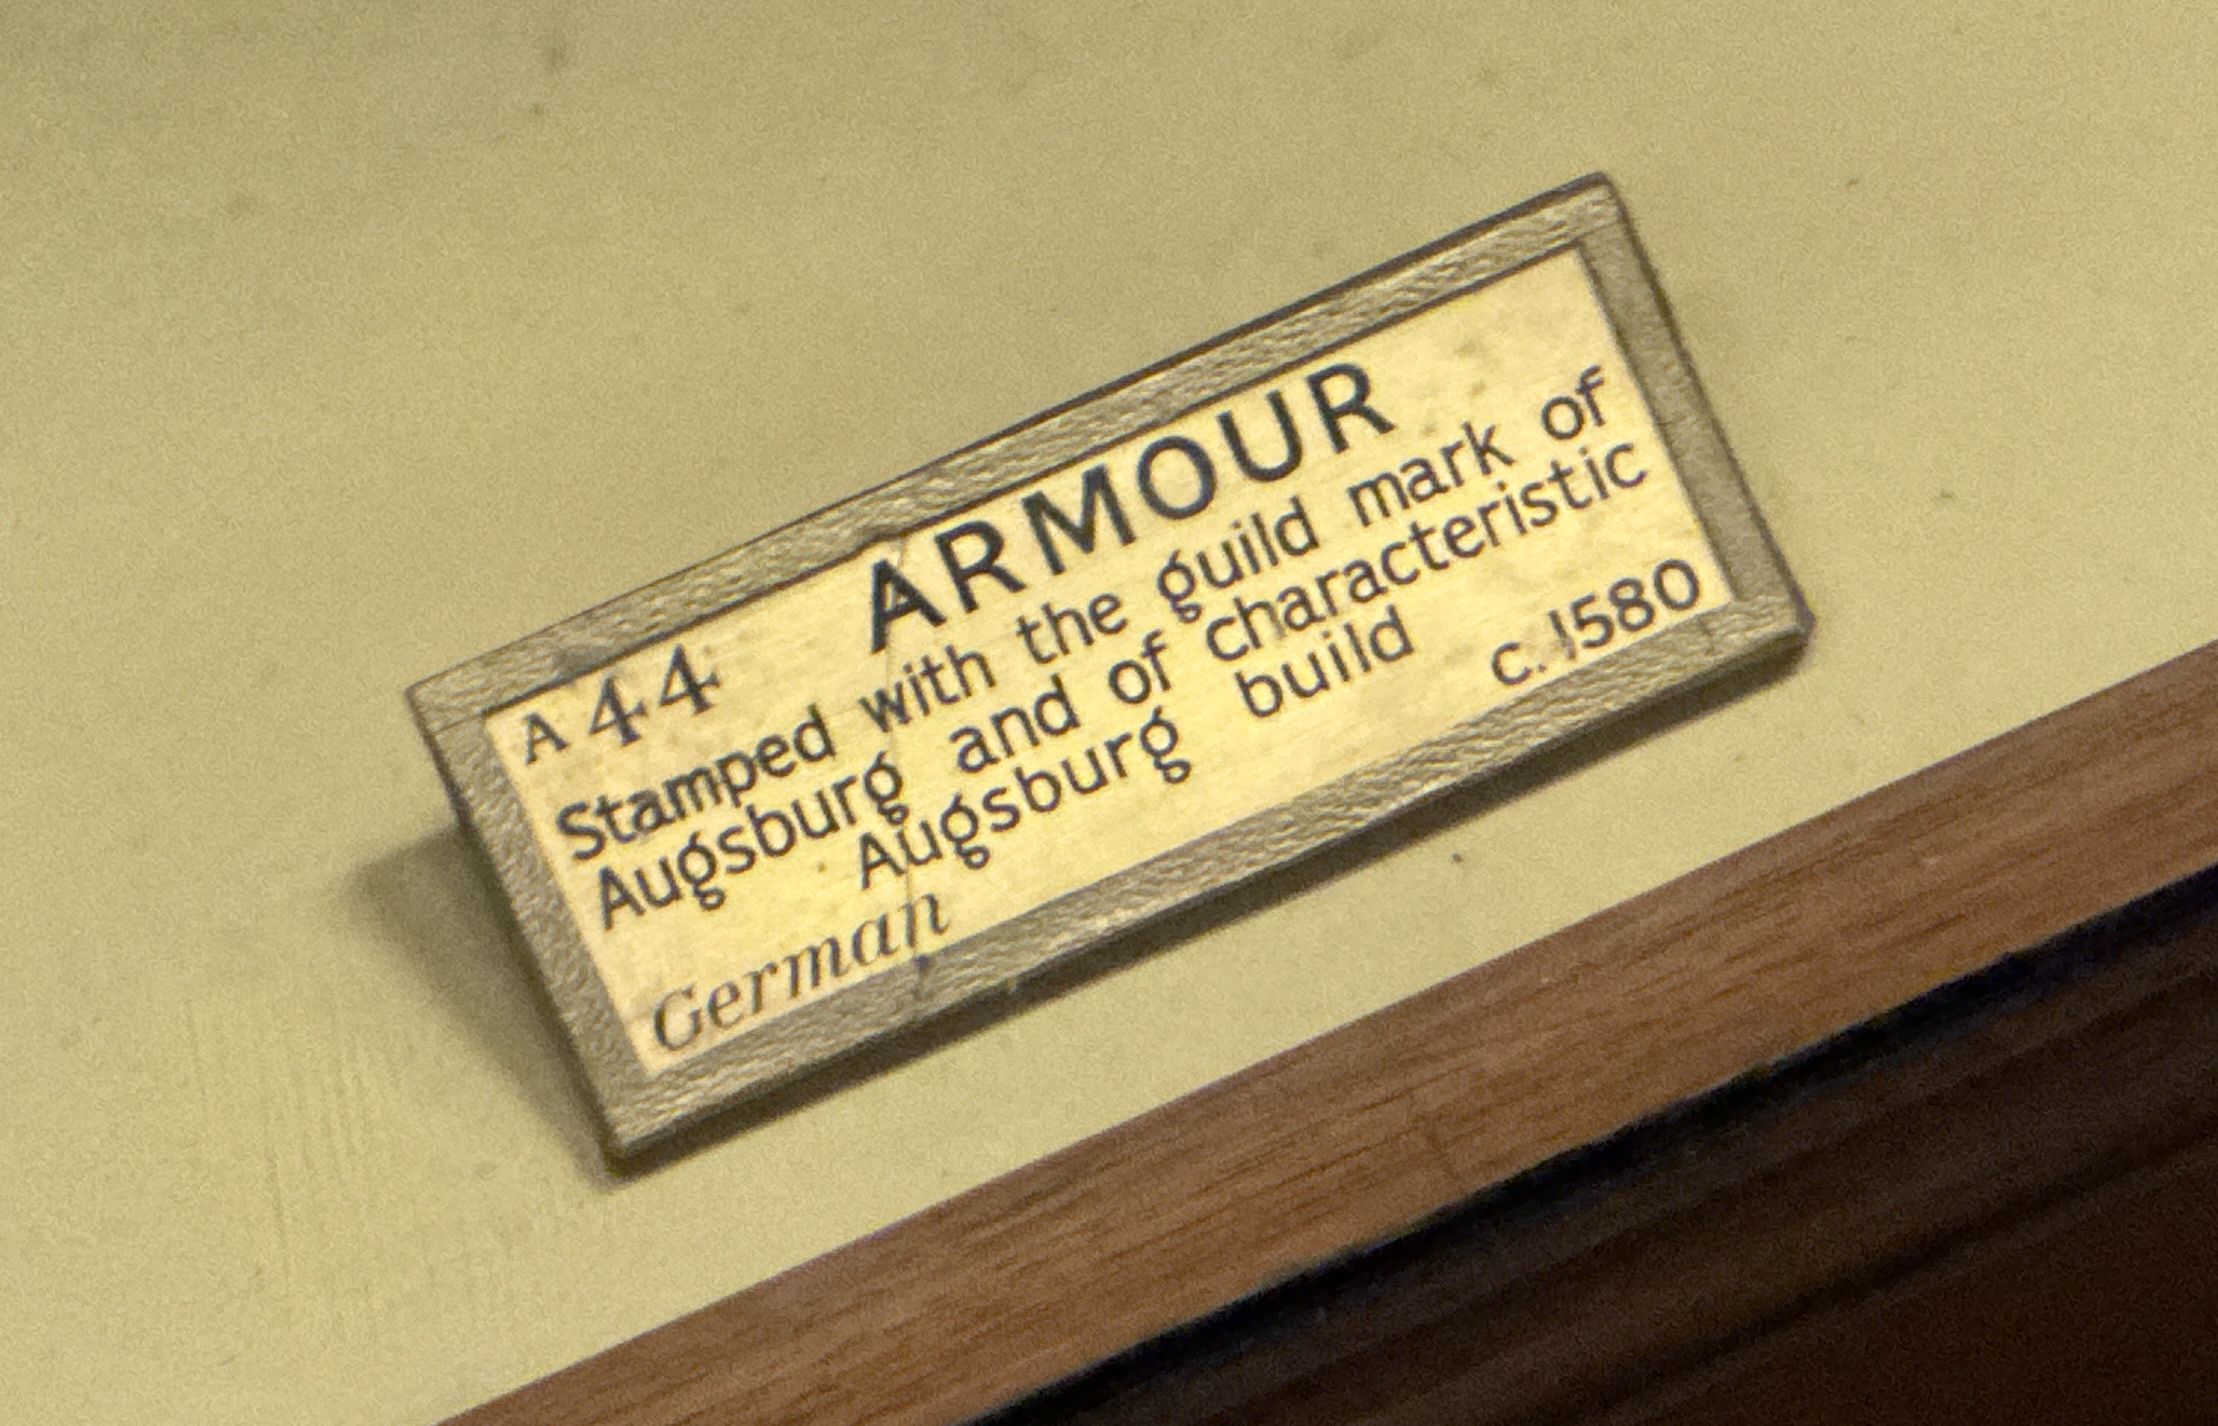 A 44 ARMOUR
Stamped with the guild mark of
Augsburg and of characteristic
Augsburg build
German c. 1580